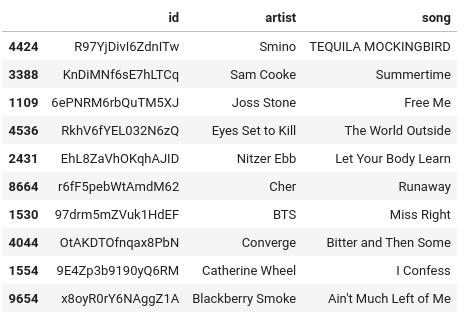 id artist song
4424 R97YjDivI6ZdnITw Smino TEQUILA MOCKINGBIRD
3388 KnDiMNf6sE7hLTCq Sam Cooke Summertime
1109 6ePNRM6rbQuTM5XJ Joss Stone Free Me
4536 RkhV6fYEL032N6zQ Eyes Set to Kill The World Outside
2431 EhL8ZaVhOKqhAJID Nitzer Ebb Let Your Body Learn
8664 r6fF5pebWtAmdM62 Cher Runaway
1530 97drm5mZVuk1HdEF BTS Miss Right
4044 OtAKDTOfnqax8PbN Converge Bitter and Then Some
1554 9E4Zp3b9190yQ6RM Catherine Wheel I Confess
9654 x8oyR0rY6NAggZ1A Blackberry Smoke Ain't Much Left of Me